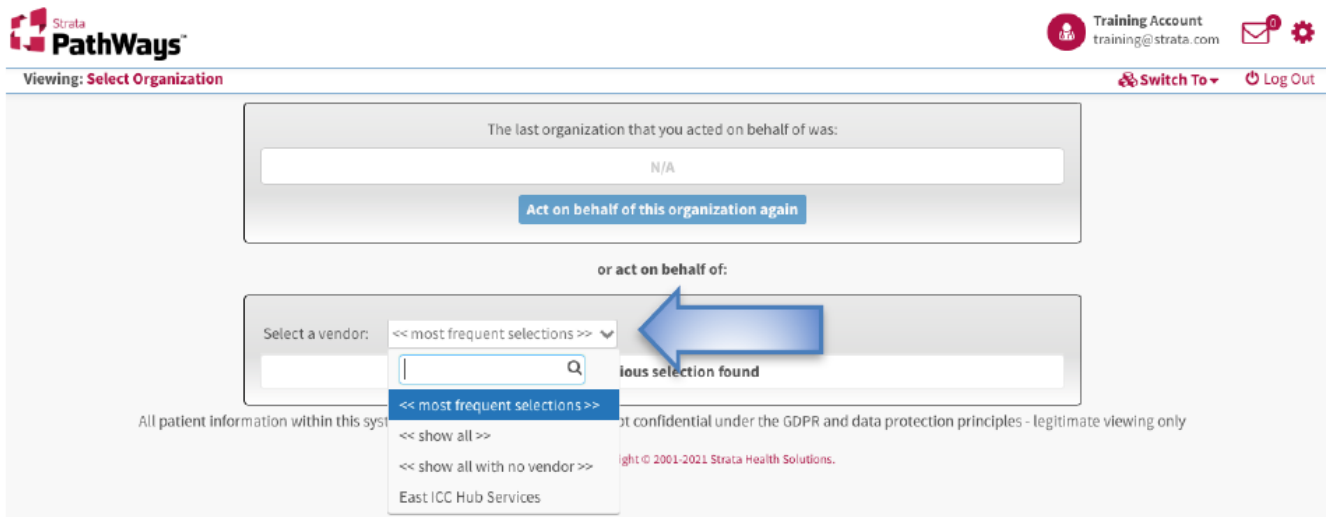 Strata
PathWays™
Training Account
training@strata.com
0
Viewing: Select Organization
Switch To
Log Out
The last organization that you acted on behalf of was:
N/A
Act on behalf of this organization again
or act on behalf of:
Select a vendor: << most frequent selections >>
ious selection found
<< most frequent selections >>
<< show all >>
<< show all with no vendor >>
East ICC Hub Services
All patient information within this syst ot confidential under the GDPR and data protection principles - legitimate viewing only
ight © 2001-2021 Strata Health Solutions.